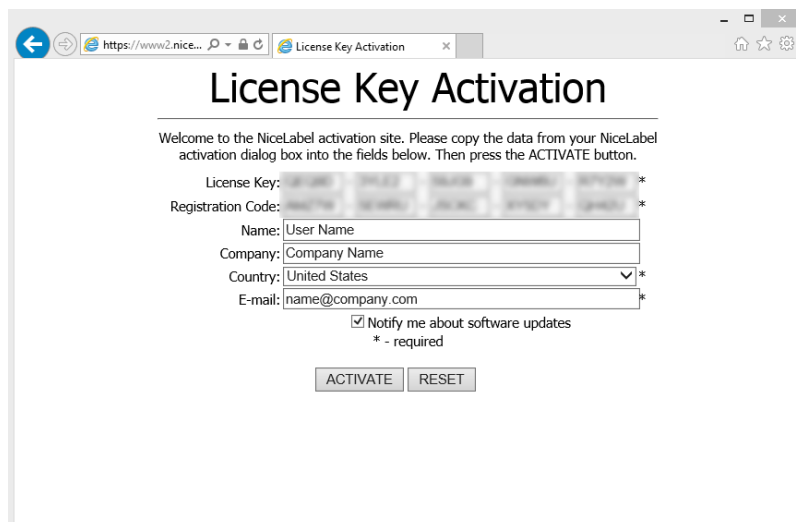 https://www2.nice...
License Key Activation
License Key Activation
Welcome to the NiceLabel activation site. Please copy the data from your NiceLabel
activation dialog box into the fields below. Then press the ACTIVATE button.
License Key: - - - - *
Registration Code: - - - - *
Name: User Name
Company: Company Name
Country: United States *
E-mail: name@company.com *
Notify me about software updates
* - required
ACTIVATE RESET